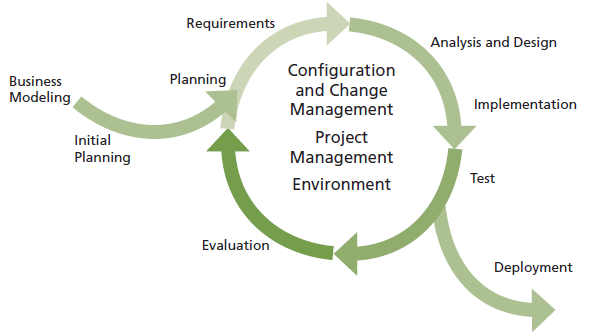 Requirements
Analysis and Design
Planning
Business
Modeling
Configuration
and Change
Management
Implementation
Initial
Planning
Project
Management
Environment
Test
Evaluation
Deployment